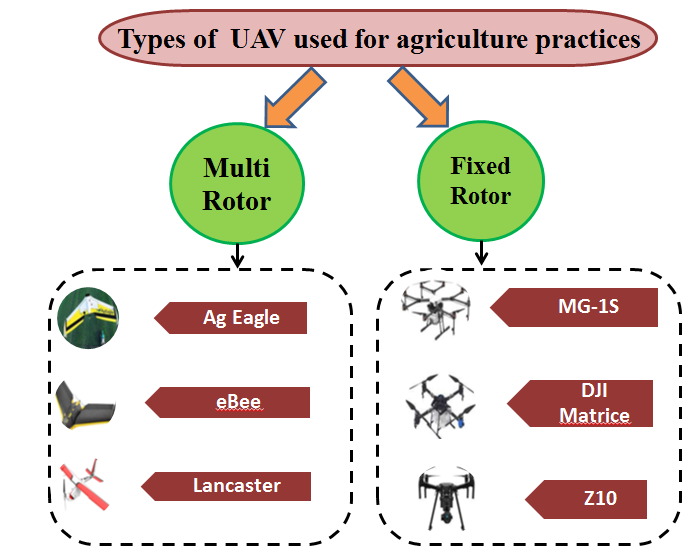 Types of UAV used for agriculture practices
Multi
Rotor
Fixed
Rotor
Ag Eagle
eBee
Lancaster
MG-1S
DJI
Matrice
Z10